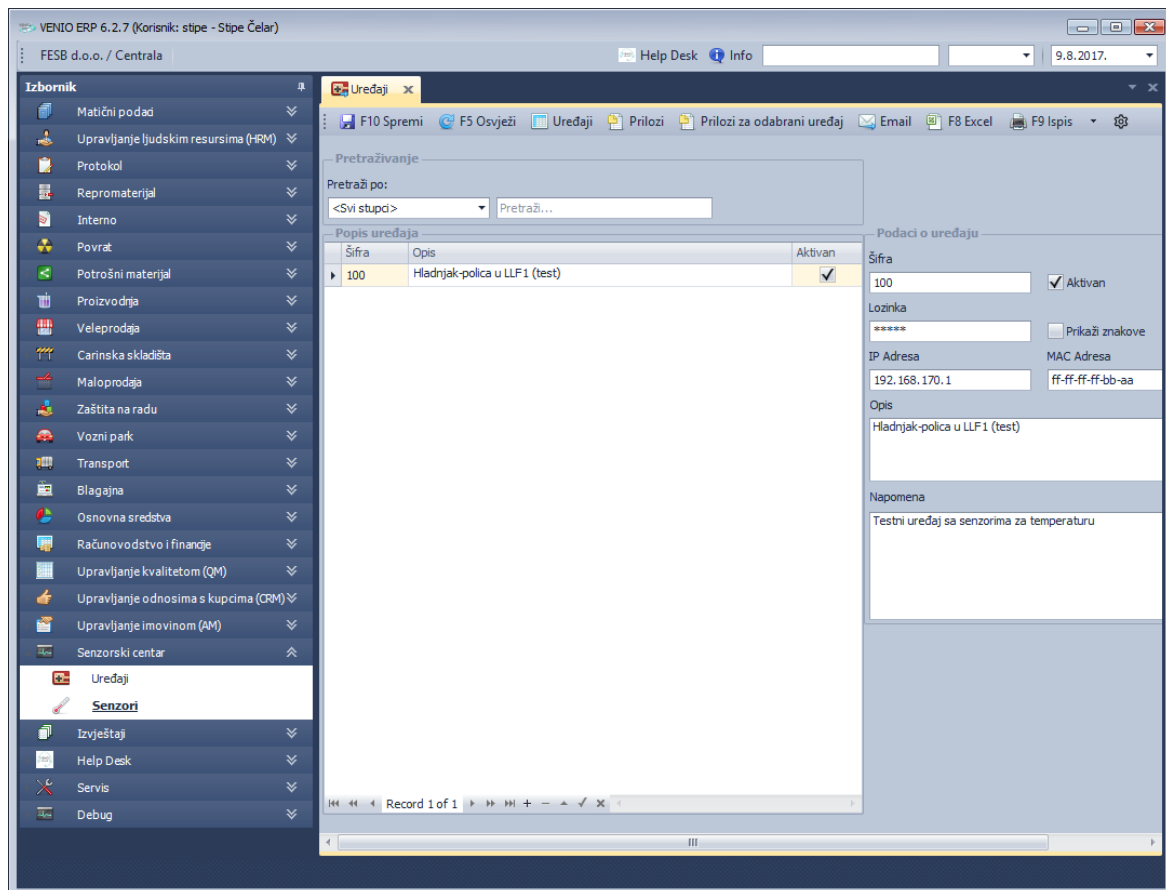 VENIO ERP 6.2.7 (Korisnik: stipe - Stipe Čelar)
FESB d.o.o. / Centrala
Help Desk
Info
9.8.2017.
Izbornik
Matični podaci
Upravljanje ljudskim resursima (HRM)
Protokol
Repromaterijal
Interno
Povrat
Potrošni materijal
Proizvodnja
Veleprodaja
Carinska skladišta
Maloprodaja
Zaštita na radu
Vozni park
Transport
Blagajna
Osnovna sredstva
Računovodstvo i financije
Upravljanje kvalitetom (QM)
Upravljanje odnosima s kupcima (CRM)
Upravljanje imovinom (AM)
Senzorski centar
Uređaji
Senzori
Izvještaji
Help Desk
Servis
Debug
Uređaji
F10 Spremi F5 Osvježi Uređaji Prilozi Prilozi za odabrani uređaj Email F8 Excel F9 Ispis
Pretraživanje
Pretraži po:
<Svi stupci> Pretraži...
Popis uređaja
Šifra Opis Aktivan
100 Hladnjak-polica u LLF1 (test)
Record 1 of 1
Podaci o uređaju
Šifra
100 Aktivan
Lozinka
***** Prikaži znakove
IP Adresa MAC Adresa
192.168.170.1 ff-ff-ff-ff-bb-aa
Opis
Hladnjak-polica u LLF1 (test)
Napomena
Testni uređaj sa senzorima za temperaturu